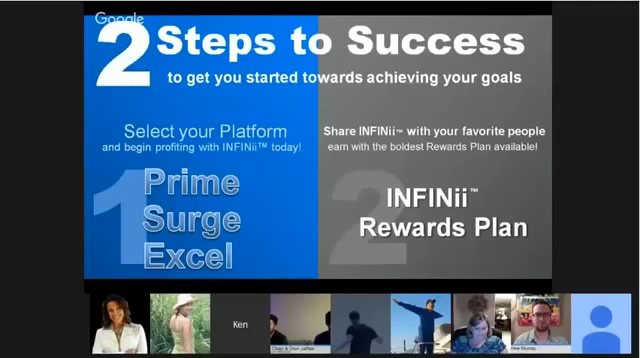 Google
2 Steps to Success
to get you started towards achieving your goals
Select your Platform
and begin profiting with INFINii™ today!
1
Prime
Surge
Excel
Share INFINii™ with your favorite people
earn with the boldest Rewards Plan available!
2
INFINii™
Rewards Plan
Ken